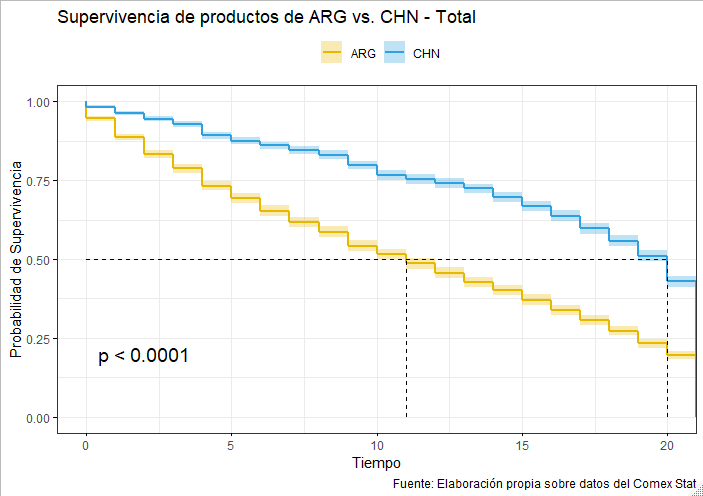 Supervivencia de productos de ARG vs. CHN - Total
ARG CHN
Probabilidad de Supervivencia
1.00
0.75
0.50
0.25
0.00
p < 0.0001
0 5 10 15 20
Tiempo
Fuente: Elaboración propia sobre datos del Comex Stat